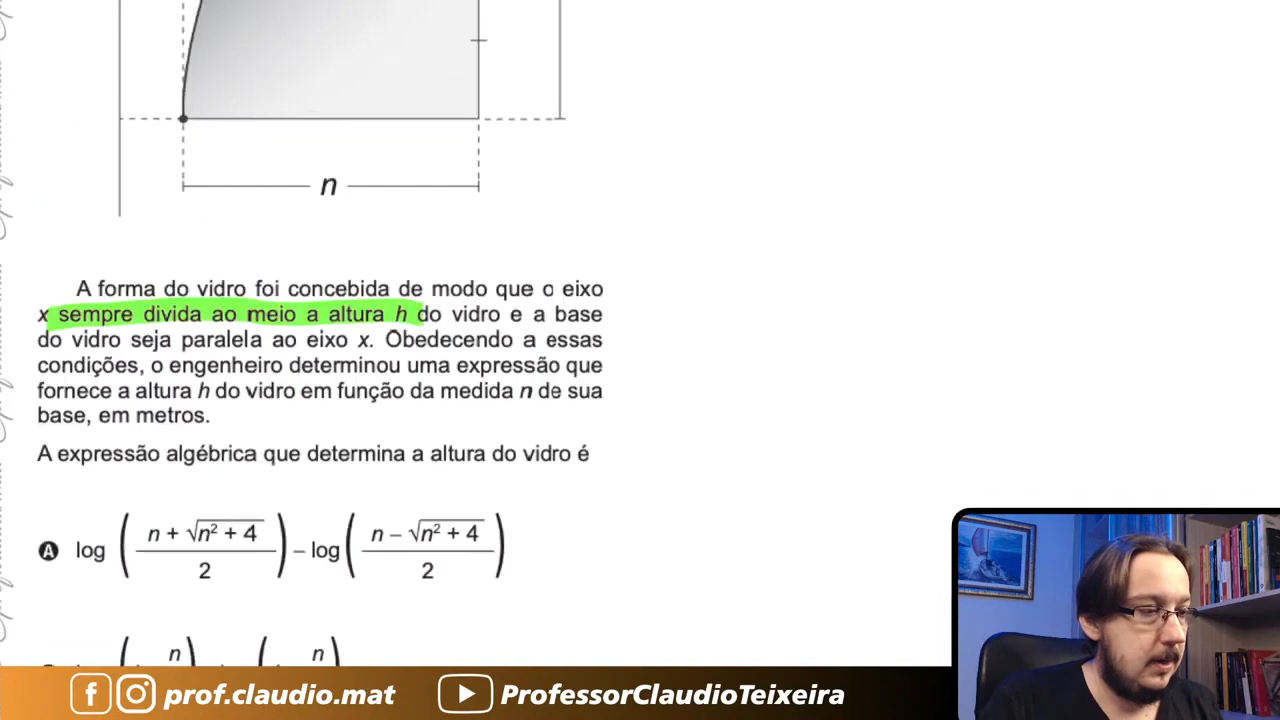 n
A forma do vidro foi concebida de modo que o eixo
x sempre divida ao meio a altura h do vidro e a base
do vidro seja paralela ao eixo x. Obedecendo a essas
condições, o engenheiro determinou uma expressão que
fornece a altura h do vidro em função da medida n de sua
base, em metros.
A expressão algébrica que determina a altura do vidro é
A log ( (n + √(n² + 4)) / 2 ) – log ( (n – √(n² + 4)) / 2 )
n n
prof.claudio.mat ProfessorClaudioTeixeira